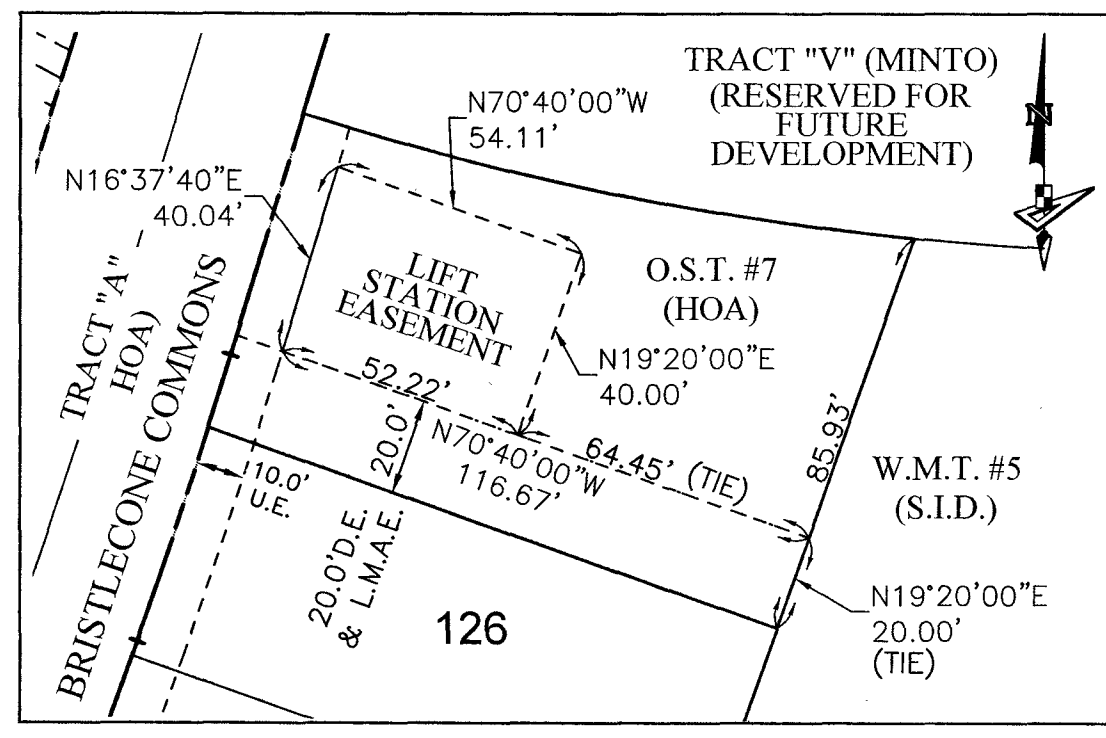 TRACT "V" (MINTO)
(RESERVED FOR
FUTURE
DEVELOPMENT)
N
N70°40'00"W
54.11'
N16°37'40"E
40.04'
LIFT
STATION
EASEMENT
O.S.T. #7
(HOA)
N19°20'00"E
40.00'
TRACT "A"
HOA)
BRISTLECONE COMMONS
52.22'
20.0'
N70°40'00"W
116.67'
64.45' (TIE)
85.93'
W.M.T. #5
(S.I.D.)
10.0'
U.E.
20.0'D.E.
& L.M.A.E.
126
N19°20'00"E
20.00'
(TIE)